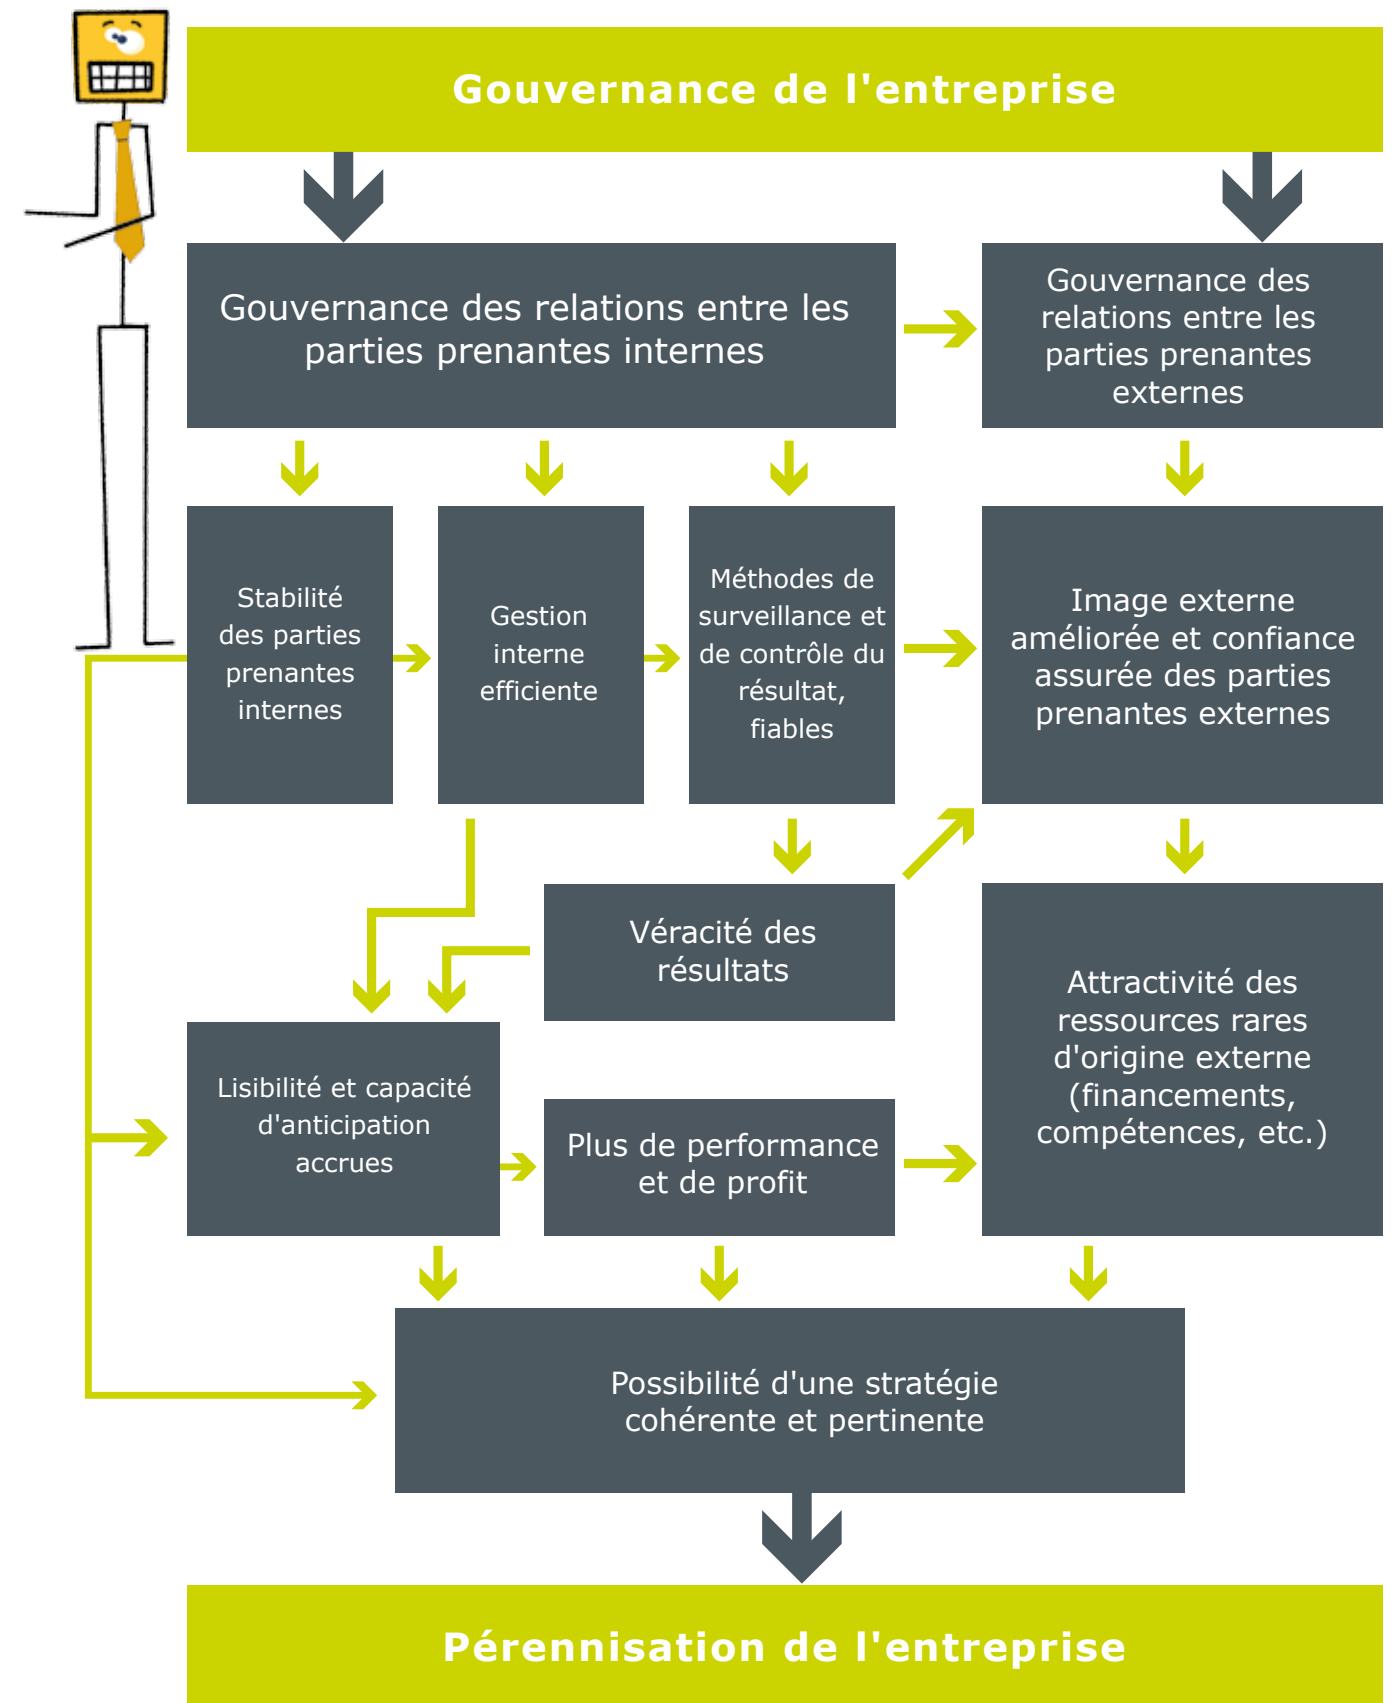 Gouvernance de l'entreprise
Gouvernance des relations entre les
parties prenantes internes
Gouvernance des
relations entre les
parties prenantes
externes
Stabilité
des parties
prenantes
internes
Gestion
interne
efficiente
Méthodes de
surveillance et
de contrôle du
résultat,
fiables
Image externe
améliorée et confiance
assurée des parties
prenantes externes
Véracité des
résultats
Attractivité des
ressources rares
d'origine externe
(financements,
compétences, etc.)
Lisibilité et capacité
d'anticipation
accrues
Plus de performance
et de profit
Possibilité d'une stratégie
cohérente et pertinente
Pérennisation de l'entreprise